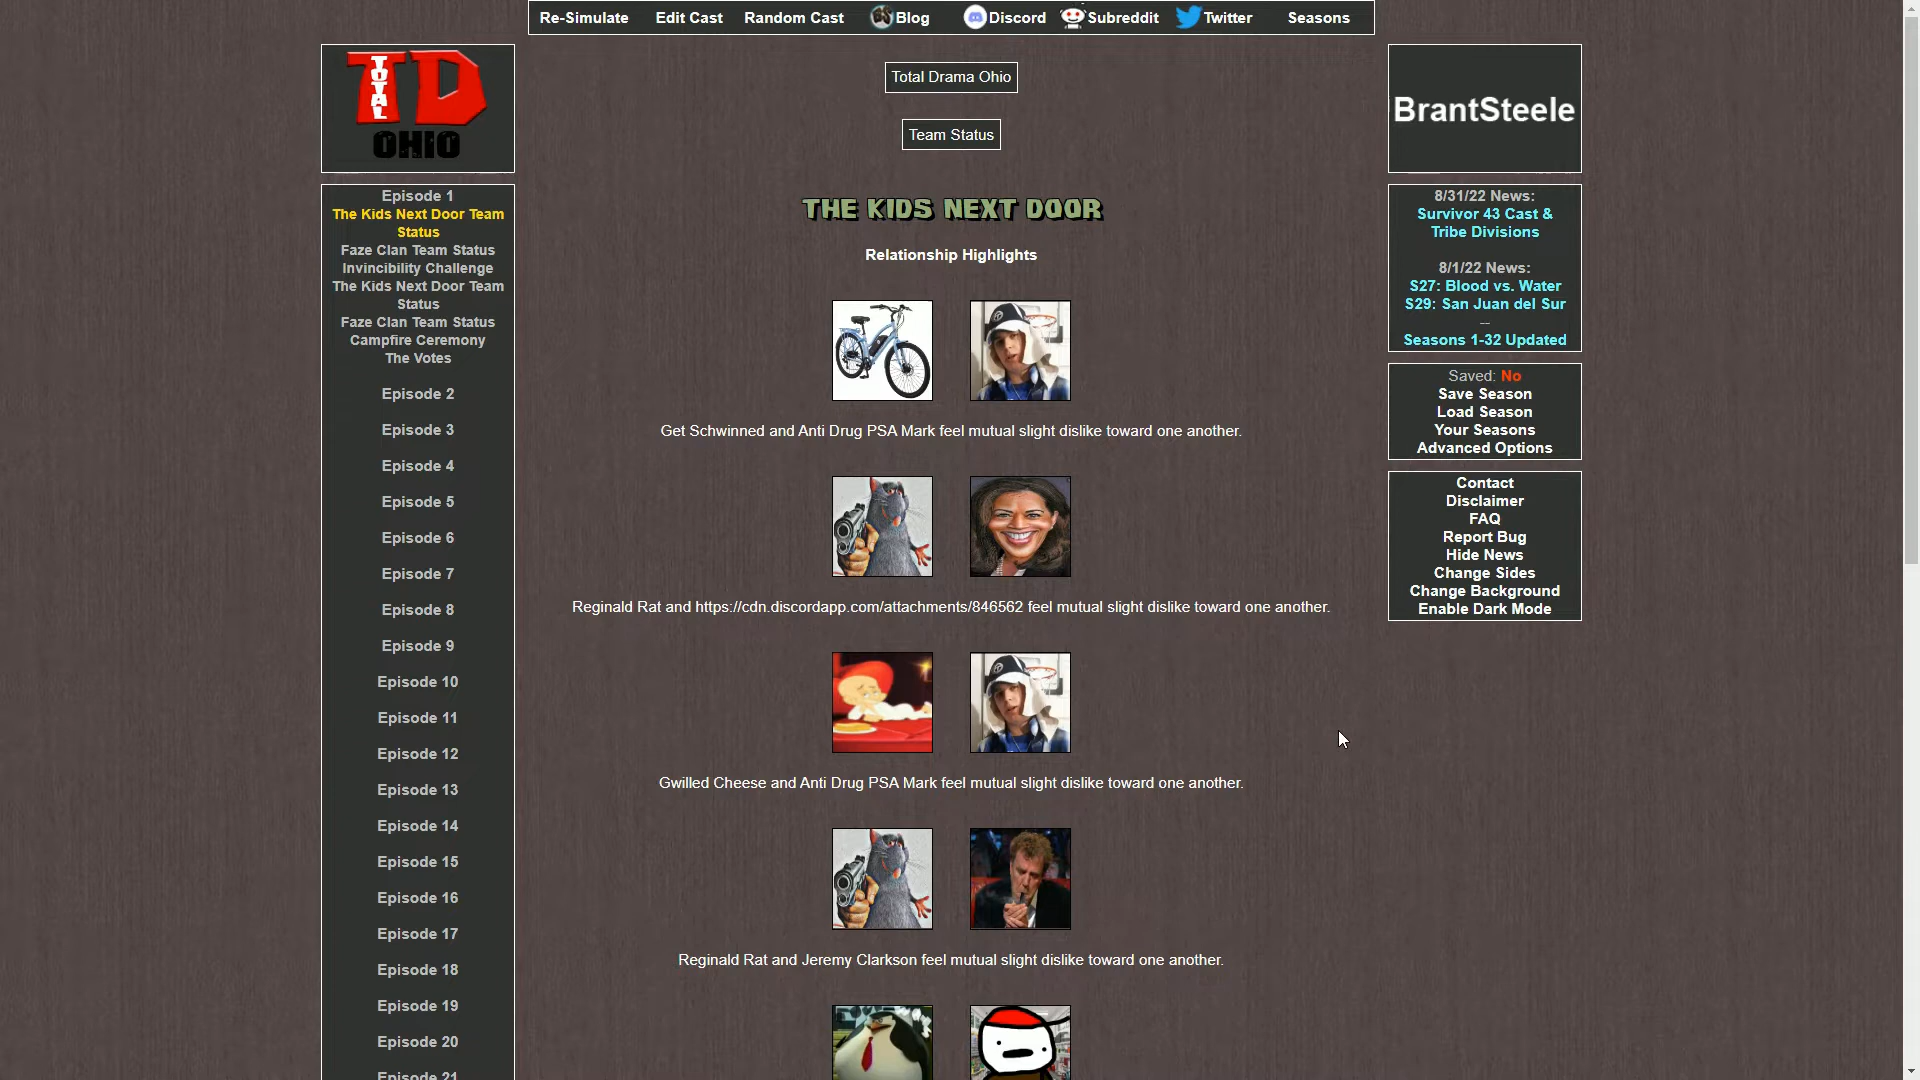 Re-Simulate Edit Cast Random Cast Blog Discord Subreddit Twitter Seasons
TOTAL
TD
OHIO
Episode 1
The Kids Next Door Team
Status
Faze Clan Team Status
Invincibility Challenge
The Kids Next Door Team
Status
Faze Clan Team Status
Campfire Ceremony
The Votes
Episode 2
Episode 3
Episode 4
Episode 5
Episode 6
Episode 7
Episode 8
Episode 9
Episode 10
Episode 11
Episode 12
Episode 13
Episode 14
Episode 15
Episode 16
Episode 17
Episode 18
Episode 19
Episode 20
Episode 21
Total Drama Ohio
Team Status
THE KIDS NEXT DOOR
Relationship Highlights
Get Schwinned and Anti Drug PSA Mark feel mutual slight dislike toward one another.
Reginald Rat and https://cdn.discordapp.com/attachments/846562 feel mutual slight dislike toward one another.
Gwilled Cheese and Anti Drug PSA Mark feel mutual slight dislike toward one another.
Reginald Rat and Jeremy Clarkson feel mutual slight dislike toward one another.
BrantSteele
8/31/22 News:
Survivor 43 Cast &
Tribe Divisions
8/1/22 News:
S27: Blood vs. Water
S29: San Juan del Sur
--
Seasons 1-32 Updated
Saved: No
Save Season
Load Season
Your Seasons
Advanced Options
Contact
Disclaimer
FAQ
Report Bug
Hide News
Change Sides
Change Background
Enable Dark Mode